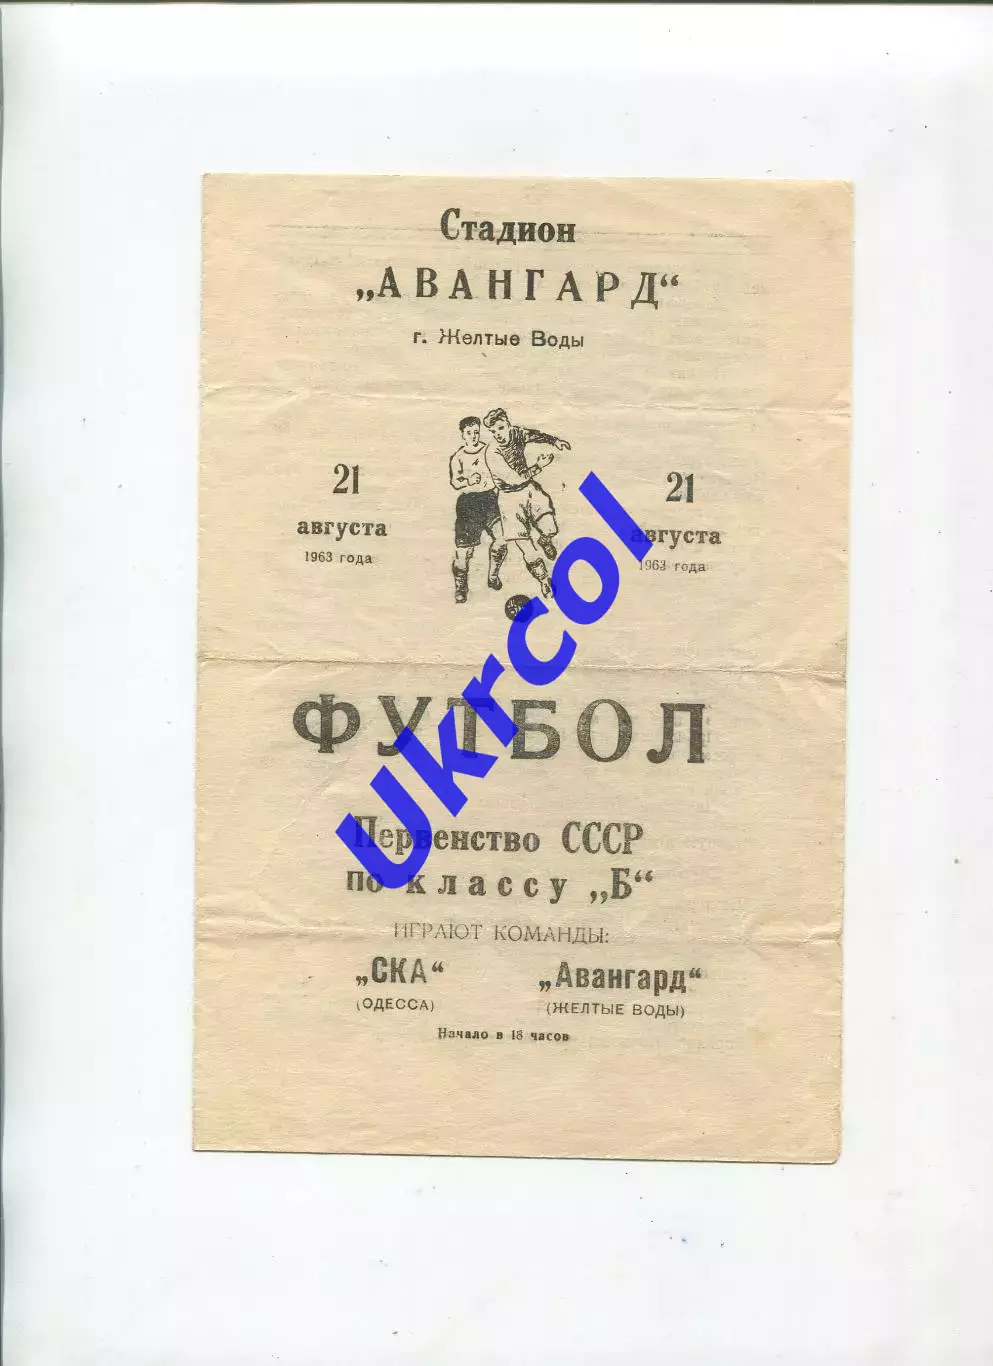 Стадион
„АВАНГАРД“
г. Желтые Воды
21
августа
1963 года
21
августа
1963 года
ФУТБОЛ
Первенство СССР
по классу „Б“
ИГРАЮТ КОМАНДЫ:
„СКА“ „Авангард“
(ОДЕССА) (ЖЕЛТЫЕ ВОДЫ)
Начало в 18 часов
Ukrcol